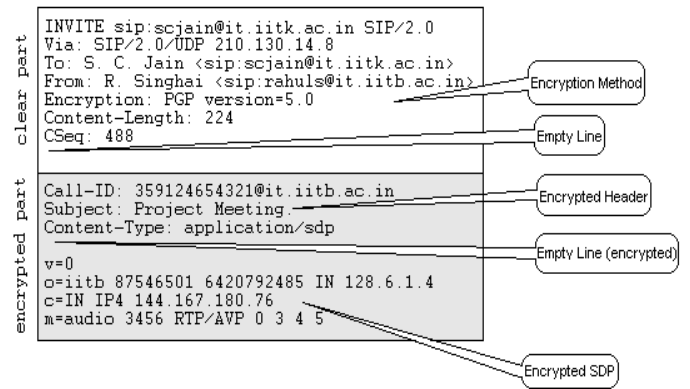 clear part
INVITE sip:scjain@it.iitk.ac.in SIP/2.0
Via: SIP/2.0/UDP 210.130.14.8
To: S. C. Jain <sip:scjain@it.iitk.ac.in>
From: R. Singhai <sip:rahuls@it.iitb.ac.in>
Encryption: PGP version=5.0
Content-Length: 224
CSeq: 488
Encryption Method
Empty Line
encrypted part
Call-ID: 359124654321@it.iitb.ac.in
Subject: Project Meeting.
Content-Type: application/sdp
v=0
o=iitb 87546501 6420792485 IN 128.6.1.4
c=IN IP4 144.167.180.76
m=audio 3456 RTP/AVP 0 3 4 5
Encrypted Header
Empty Line (encrypted)
Encrypted SDP